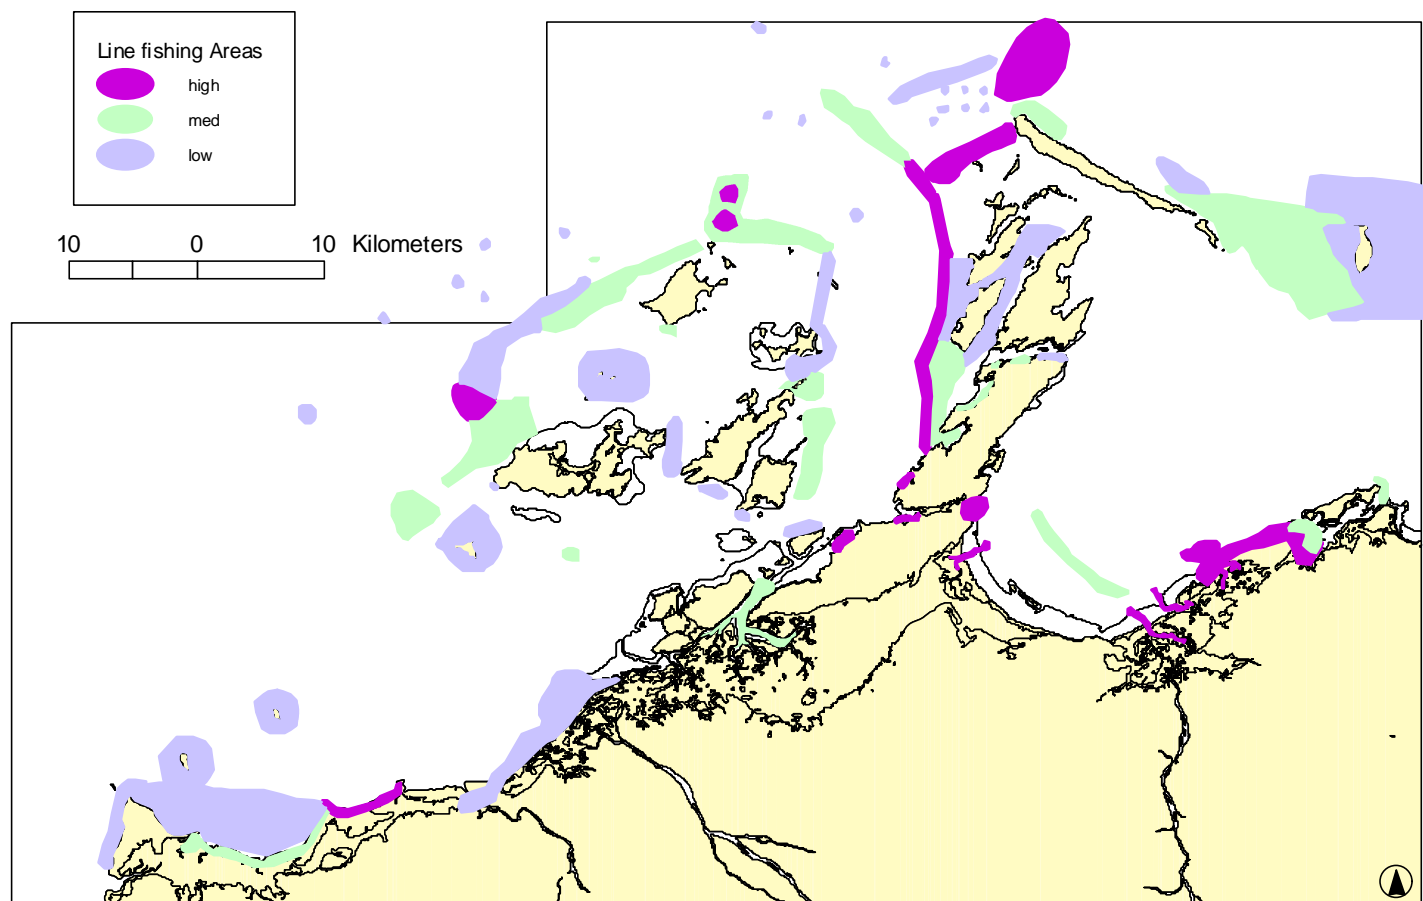 Line fishing Areas
high
med
low
10 0 10 Kilometers